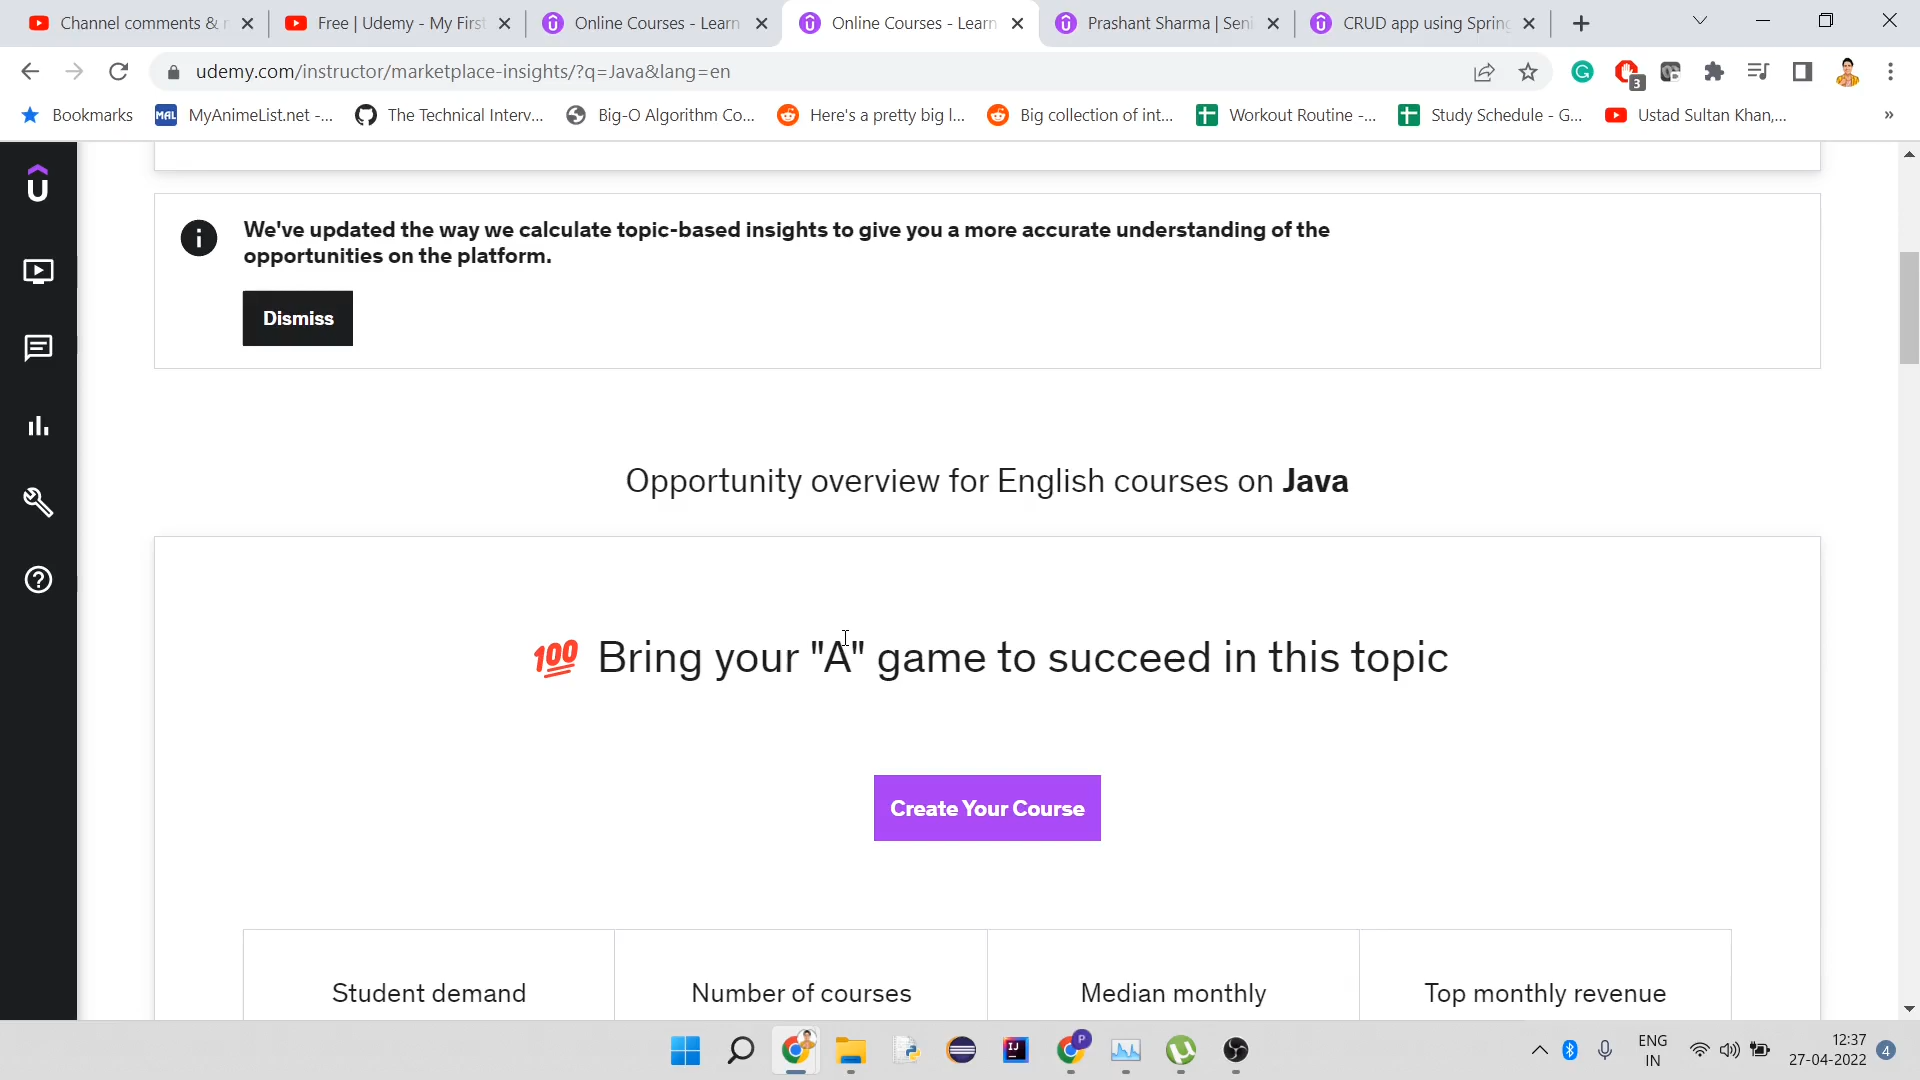 Channel comments &
Free | Udemy - My First
Online Courses - Learn
Online Courses - Learn
Prashant Sharma | Seni
CRUD app using Spring
udemy.com/instructor/marketplace-insights/?q=Java&lang=en
3
Bookmarks
MAL
MyAnimeList.net -...
The Technical Interv...
Big-O Algorithm Co...
Here's a pretty big l...
Big collection of int...
Workout Routine -...
Study Schedule - G...
Ustad Sultan Khan,...
»
We've updated the way we calculate topic-based insights to give you a more accurate understanding of the
opportunities on the platform.
Dismiss
Opportunity overview for English courses on Java
💯 Bring your "A" game to succeed in this topic
Create Your Course
Student demand
Number of courses
Median monthly
Top monthly revenue
IJ
P
ENG
IN
12:37
27-04-2022
4